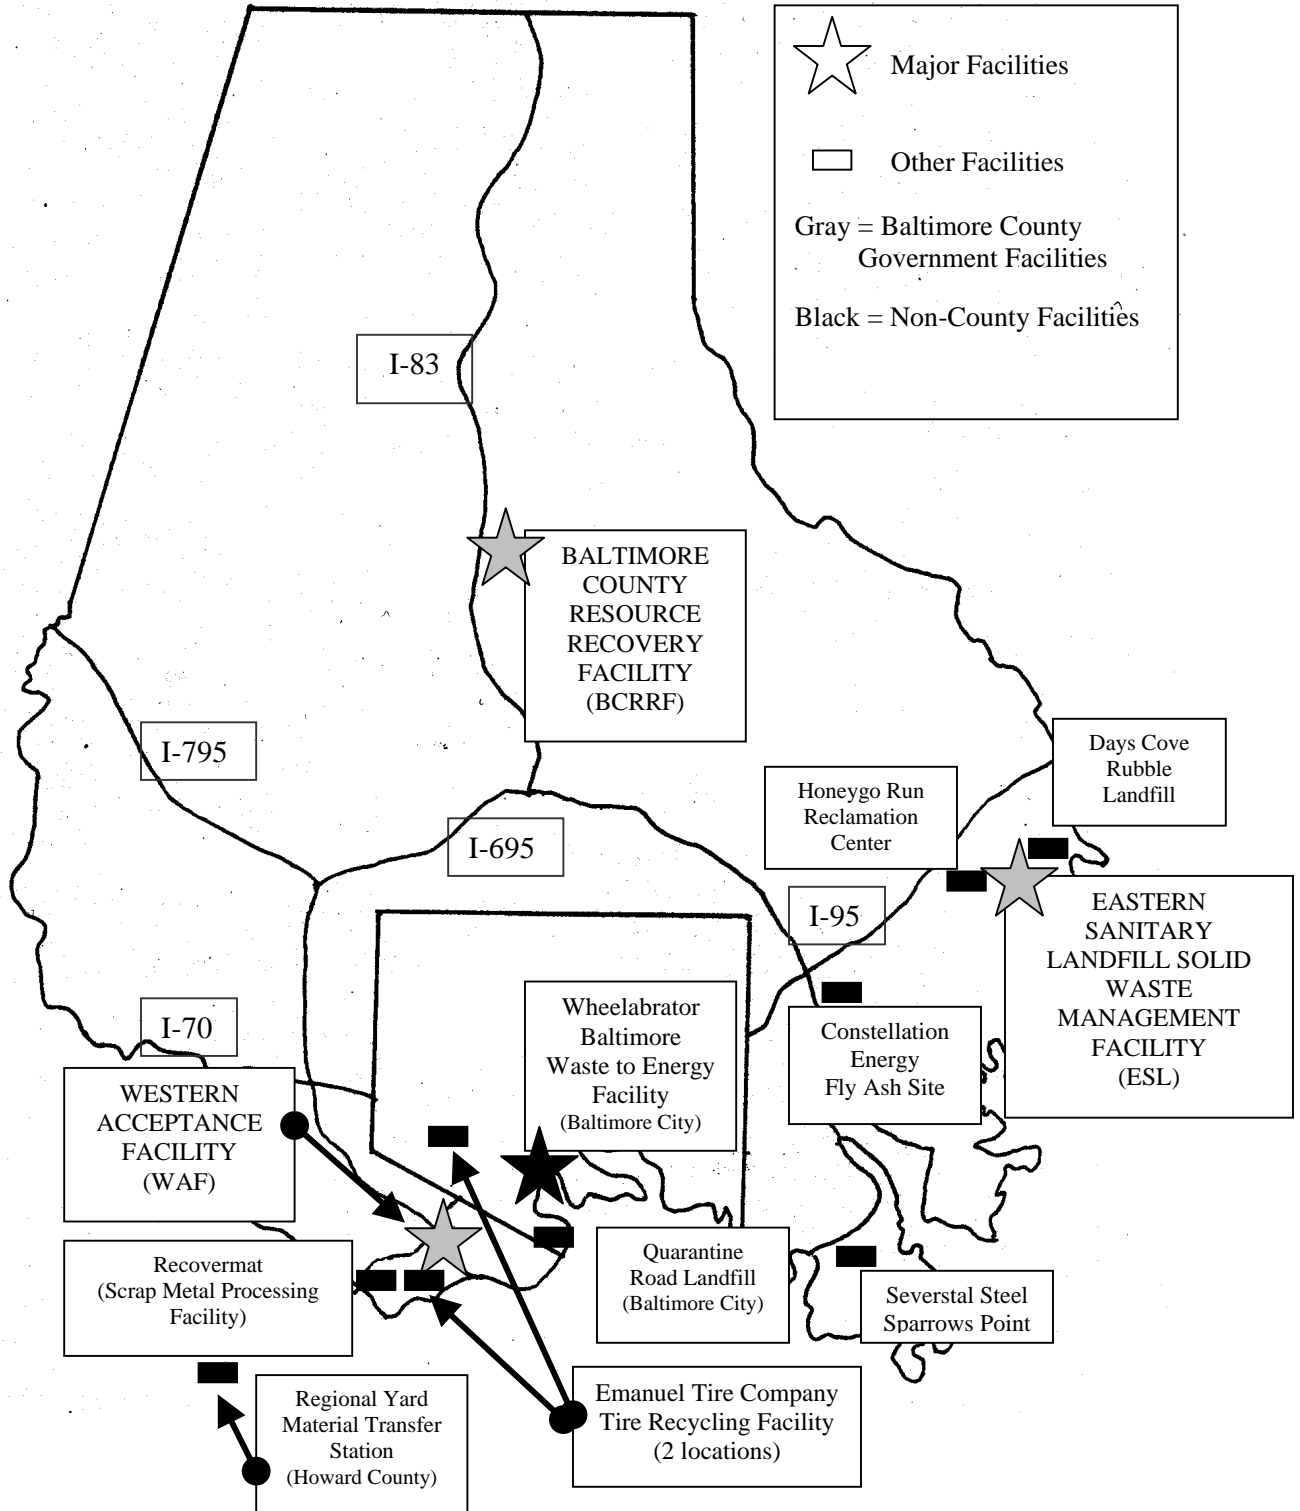 Major Facilities
Other Facilities
Gray = Baltimore County
Government Facilities
Black = Non-County Facilities
I-83
BALTIMORE
COUNTY
RESOURCE
RECOVERY
FACILITY
(BCRRF)
I-795
Days Cove
Rubble
Landfill
Honeygo Run
Reclamation
Center
I-695
I-95
EASTERN
SANITARY
LANDFILL SOLID
WASTE
MANAGEMENT
FACILITY
(ESL)
I-70
Wheelabrator
Baltimore
Waste to Energy
Facility
(Baltimore City)
Constellation
Energy
Fly Ash Site
WESTERN
ACCEPTANCE
FACILITY
(WAF)
Recovermat
(Scrap Metal Processing
Facility)
Quarantine
Road Landfill
(Baltimore City)
Severstal Steel
Sparrows Point
Regional Yard
Material Transfer
Station
(Howard County)
Emanuel Tire Company
Tire Recycling Facility
(2 locations)